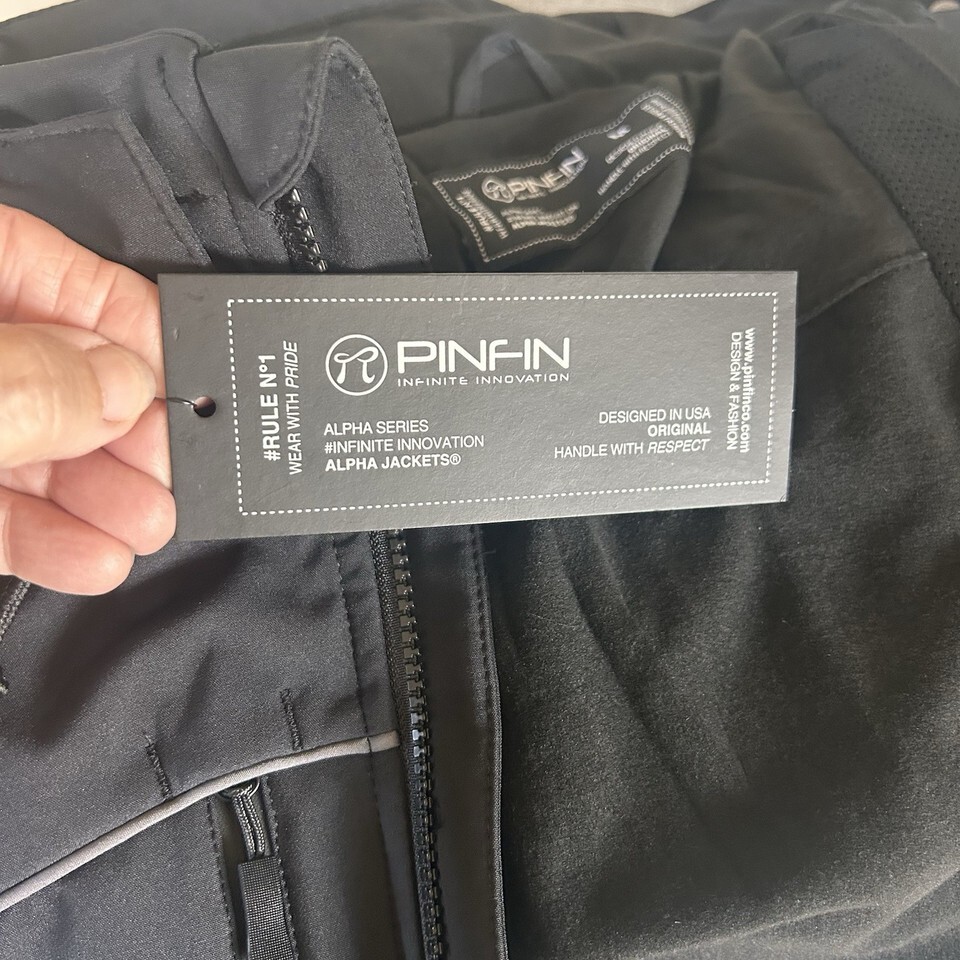 PINFIN
#RULE Nº1
WEAR WITH PRIDE
PINFIN
INFINITE INNOVATION
ALPHA SERIES
#INFINITE INNOVATION
ALPHA JACKETS®
DESIGNED IN USA
ORIGINAL
HANDLE WITH RESPECT
www.pinfinco.com
DESIGN & FASHION